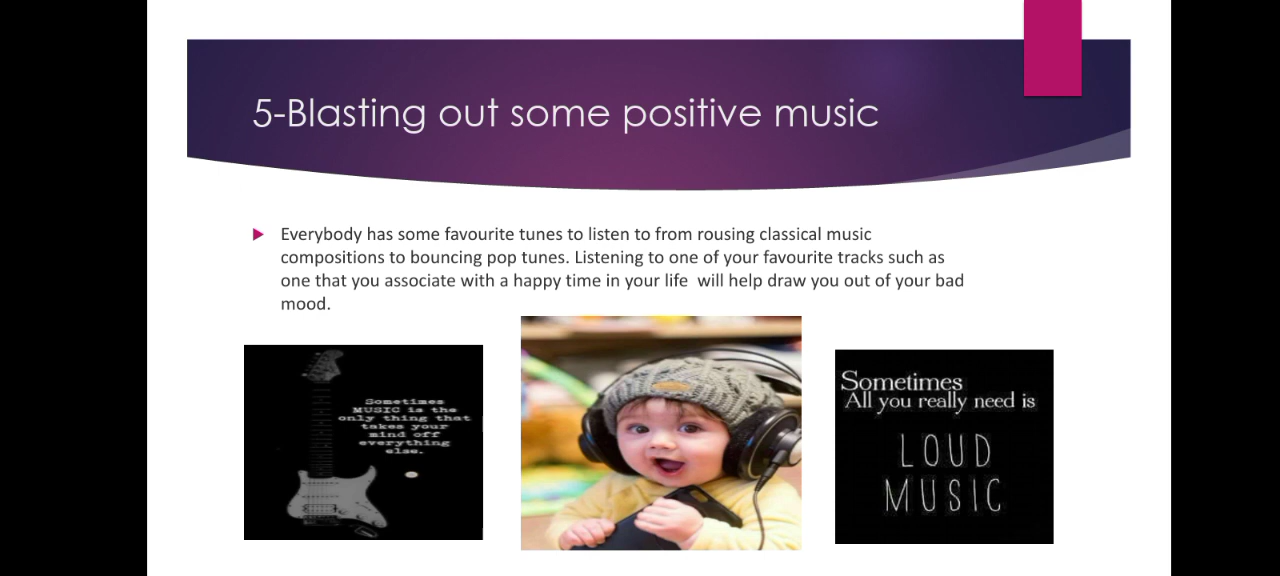 5-Blasting out some positive music
Everybody has some favourite tunes to listen to from rousing classical music
compositions to bouncing pop tunes. Listening to one of your favourite tracks such as
one that you associate with a happy time in your life  will help draw you out of your bad
mood.
Sometimes
MUSIC is the
only thing that
takes your
mind off
everything
else.
Sometimes
All you really need is
LOUD
MUSIC